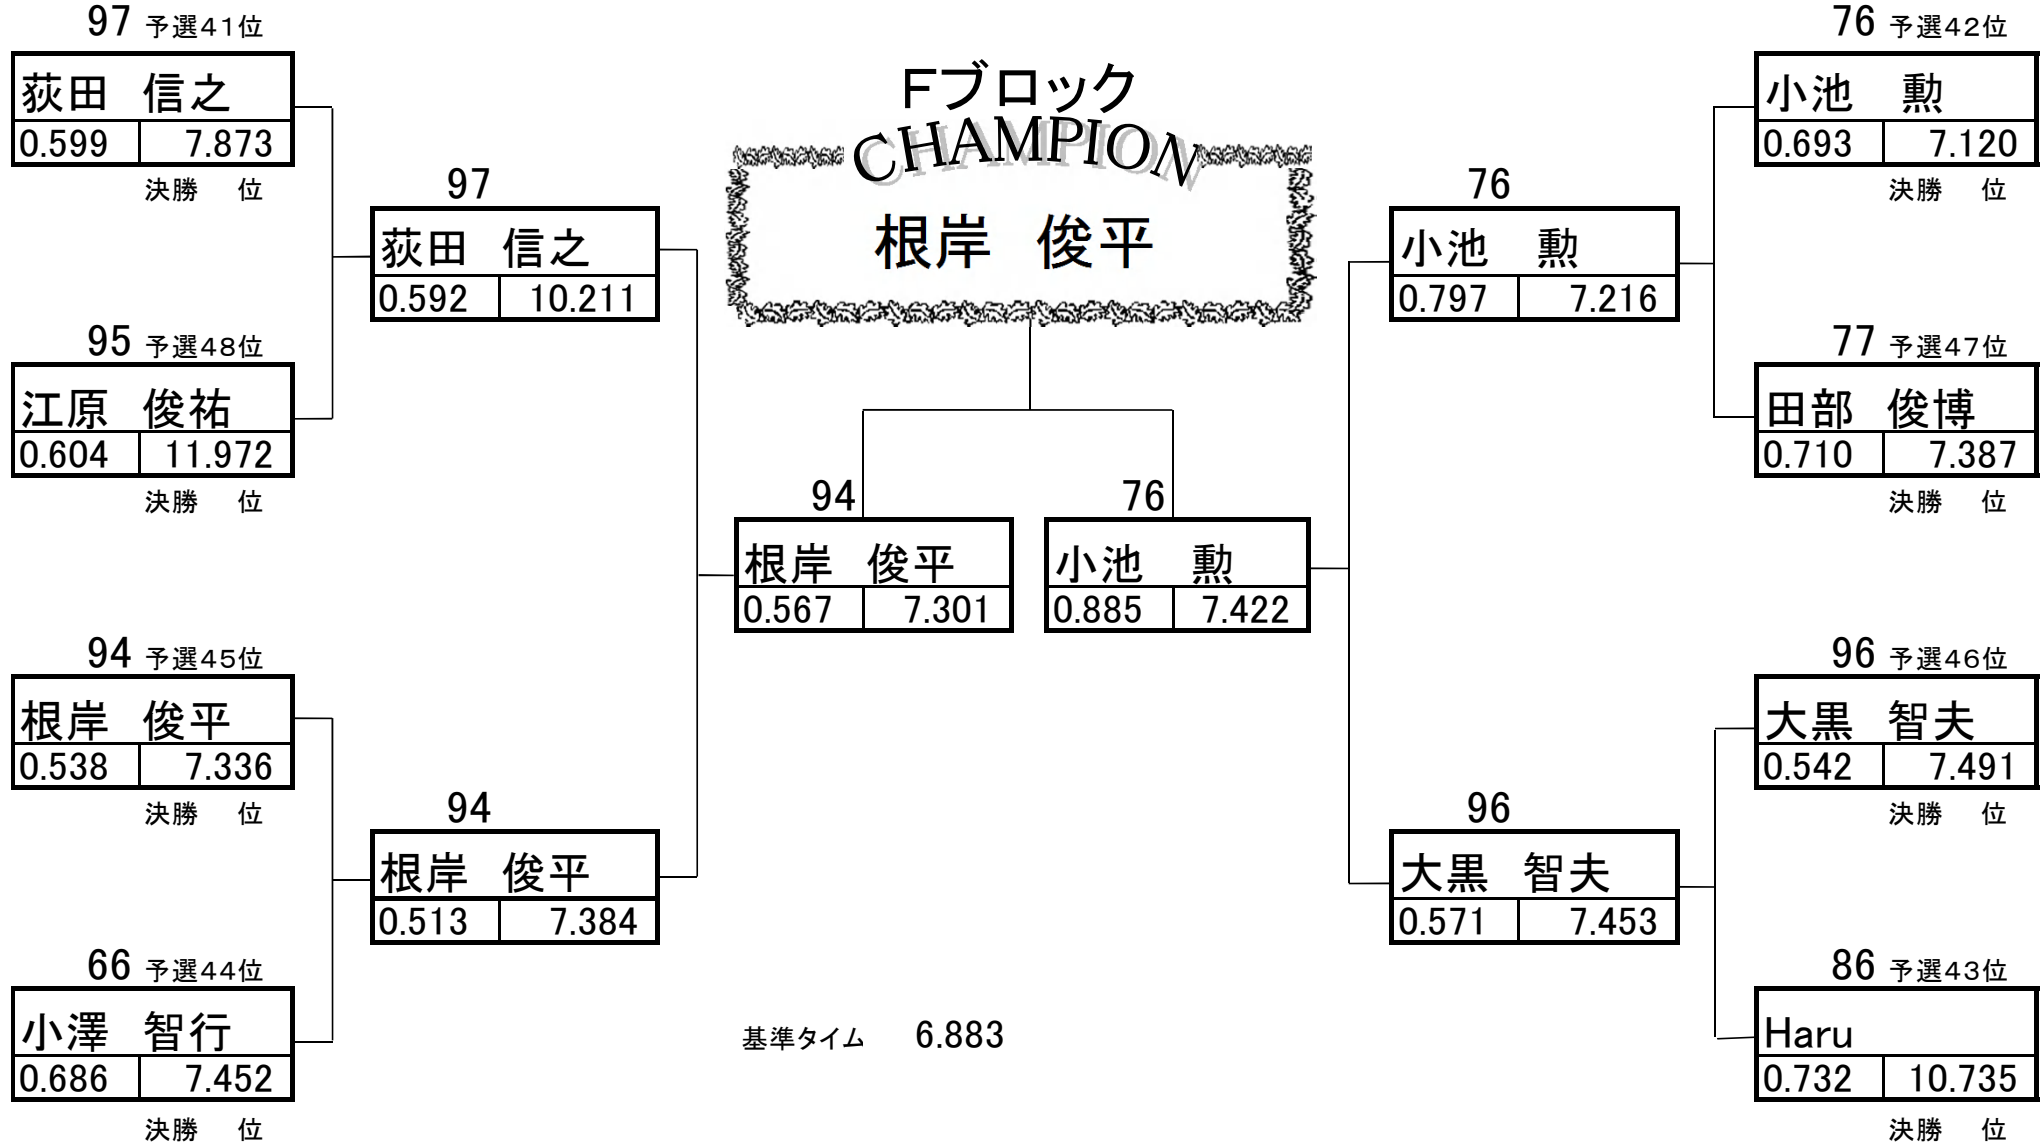 97 予選41位
荻田 信之
0.599 7.873
決勝 位
95 予選48位
江原 俊祐
0.604 11.972
決勝 位
94 予選45位
根岸 俊平
0.538 7.336
決勝 位
66 予選44位
小澤 智行
0.686 7.452
決勝 位
97
荻田 信之
0.592 10.211
94
根岸 俊平
0.513 7.384
Fブロック
CHAMPION
根岸 俊平
94
根岸 俊平
0.567 7.301
76
小池 勲
0.885 7.422
基準タイム 6.883
76
小池 勲
0.797 7.216
96
大黒 智夫
0.571 7.453
76 予選42位
小池 勲
0.693 7.120
決勝 位
77 予選47位
田部 俊博
0.710 7.387
決勝 位
96 予選46位
大黒 智夫
0.542 7.491
決勝 位
86 予選43位
Haru
0.732 10.735
決勝 位